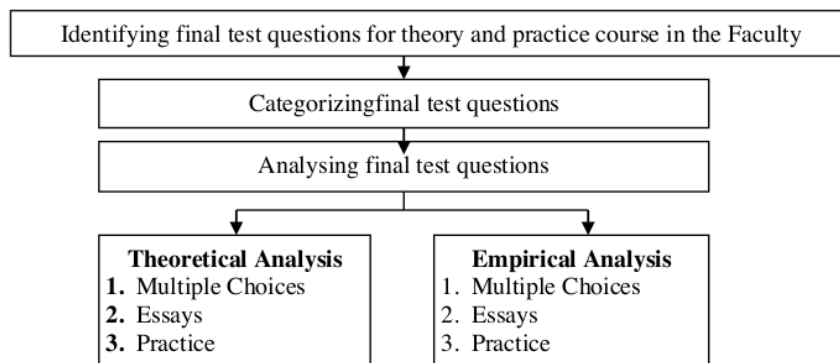 Identifying final test questions for theory and practice course in the Faculty
Categorizingfinal test questions
Analysing final test questions
Theoretical Analysis
1. Multiple Choices
2. Essays
3. Practice
Empirical Analysis
1. Multiple Choices
2. Essays
3. Practice